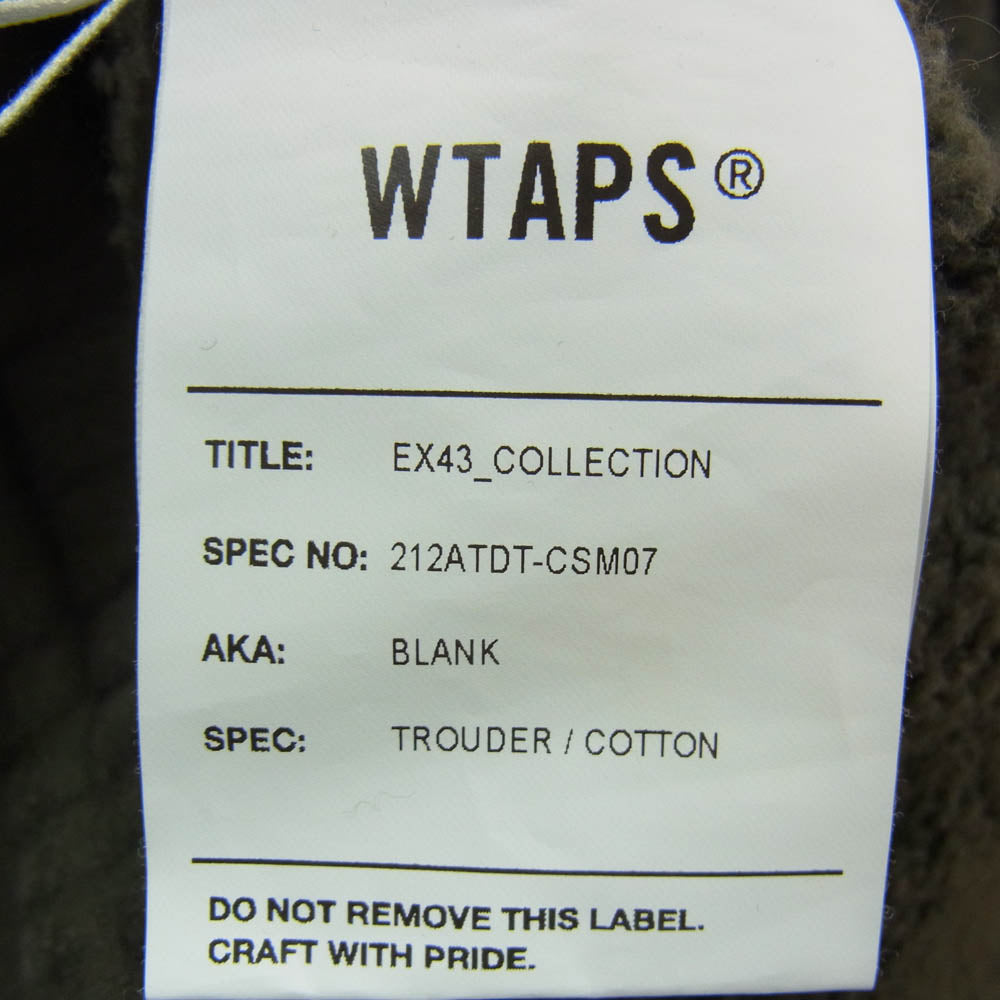 WTAPS®
TITLE: EX43_COLLECTION
SPEC NO: 212ATDT-CSM07
AKA: BLANK
SPEC: TROUDER / COTTON
DO NOT REMOVE THIS LABEL.
CRAFT WITH PRIDE.